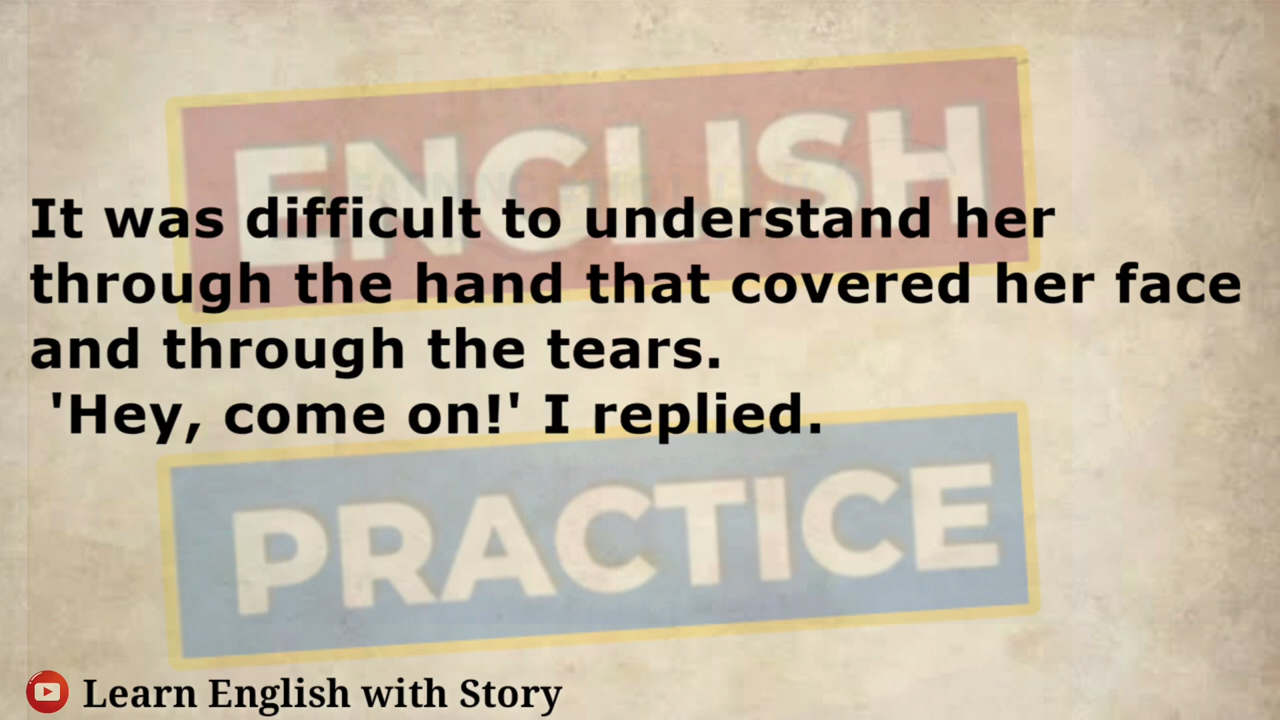 ENGLISH
It was difficult to understand her
through the hand that covered her face
and through the tears.
'Hey, come on!' I replied.
PRACTICE
Learn English with Story